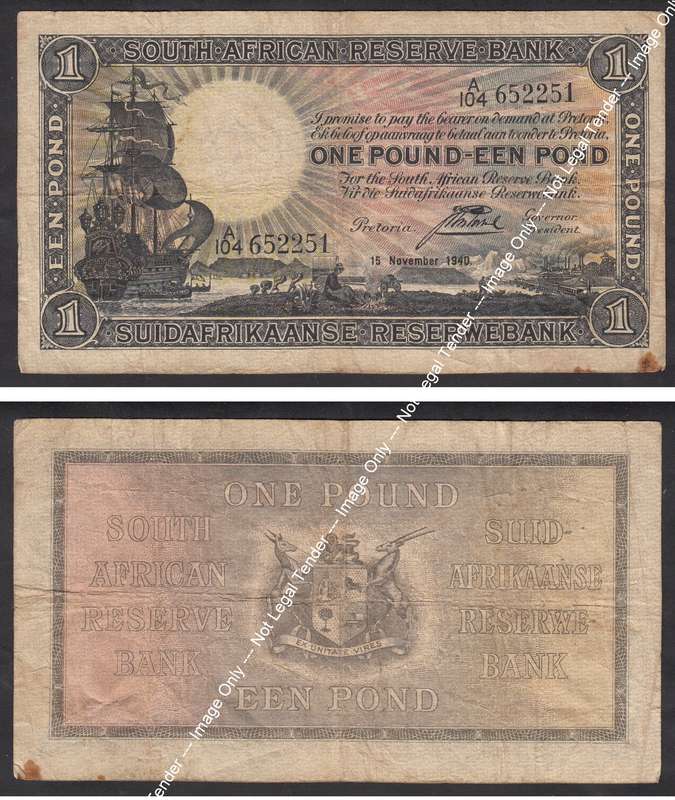 SOUTH·AFRICAN·RESERVE·BANK
1
1
A/104 652251
I promise to pay the bearer on demand at Pretoria
Ek beloof op aanvraag te betaal aan toonder te Pretoria,
ONE POUND-EEN POND
For the South African Reserve Bank.
Vir die Suidafrikaanse Reserwebank.
EEN·POND
ONE·POUND
A/104 652251
Pretoria.
Governor
President.
15 November 1940.
1
1
SUIDAFRIKAANSE·RESERWEBANK
ONE POUND
SOUTH
AFRICAN
RESERVE
BANK
SUID-
AFRIKAANSE
RESERWE
BANK
EX UNITATE VIRES
EEN POND
Not Legal Tender --- Image Only --- Not Legal Tender --- Image Only --- Not Legal Tender --- Image Only --- Not Legal Tender --- Image Only